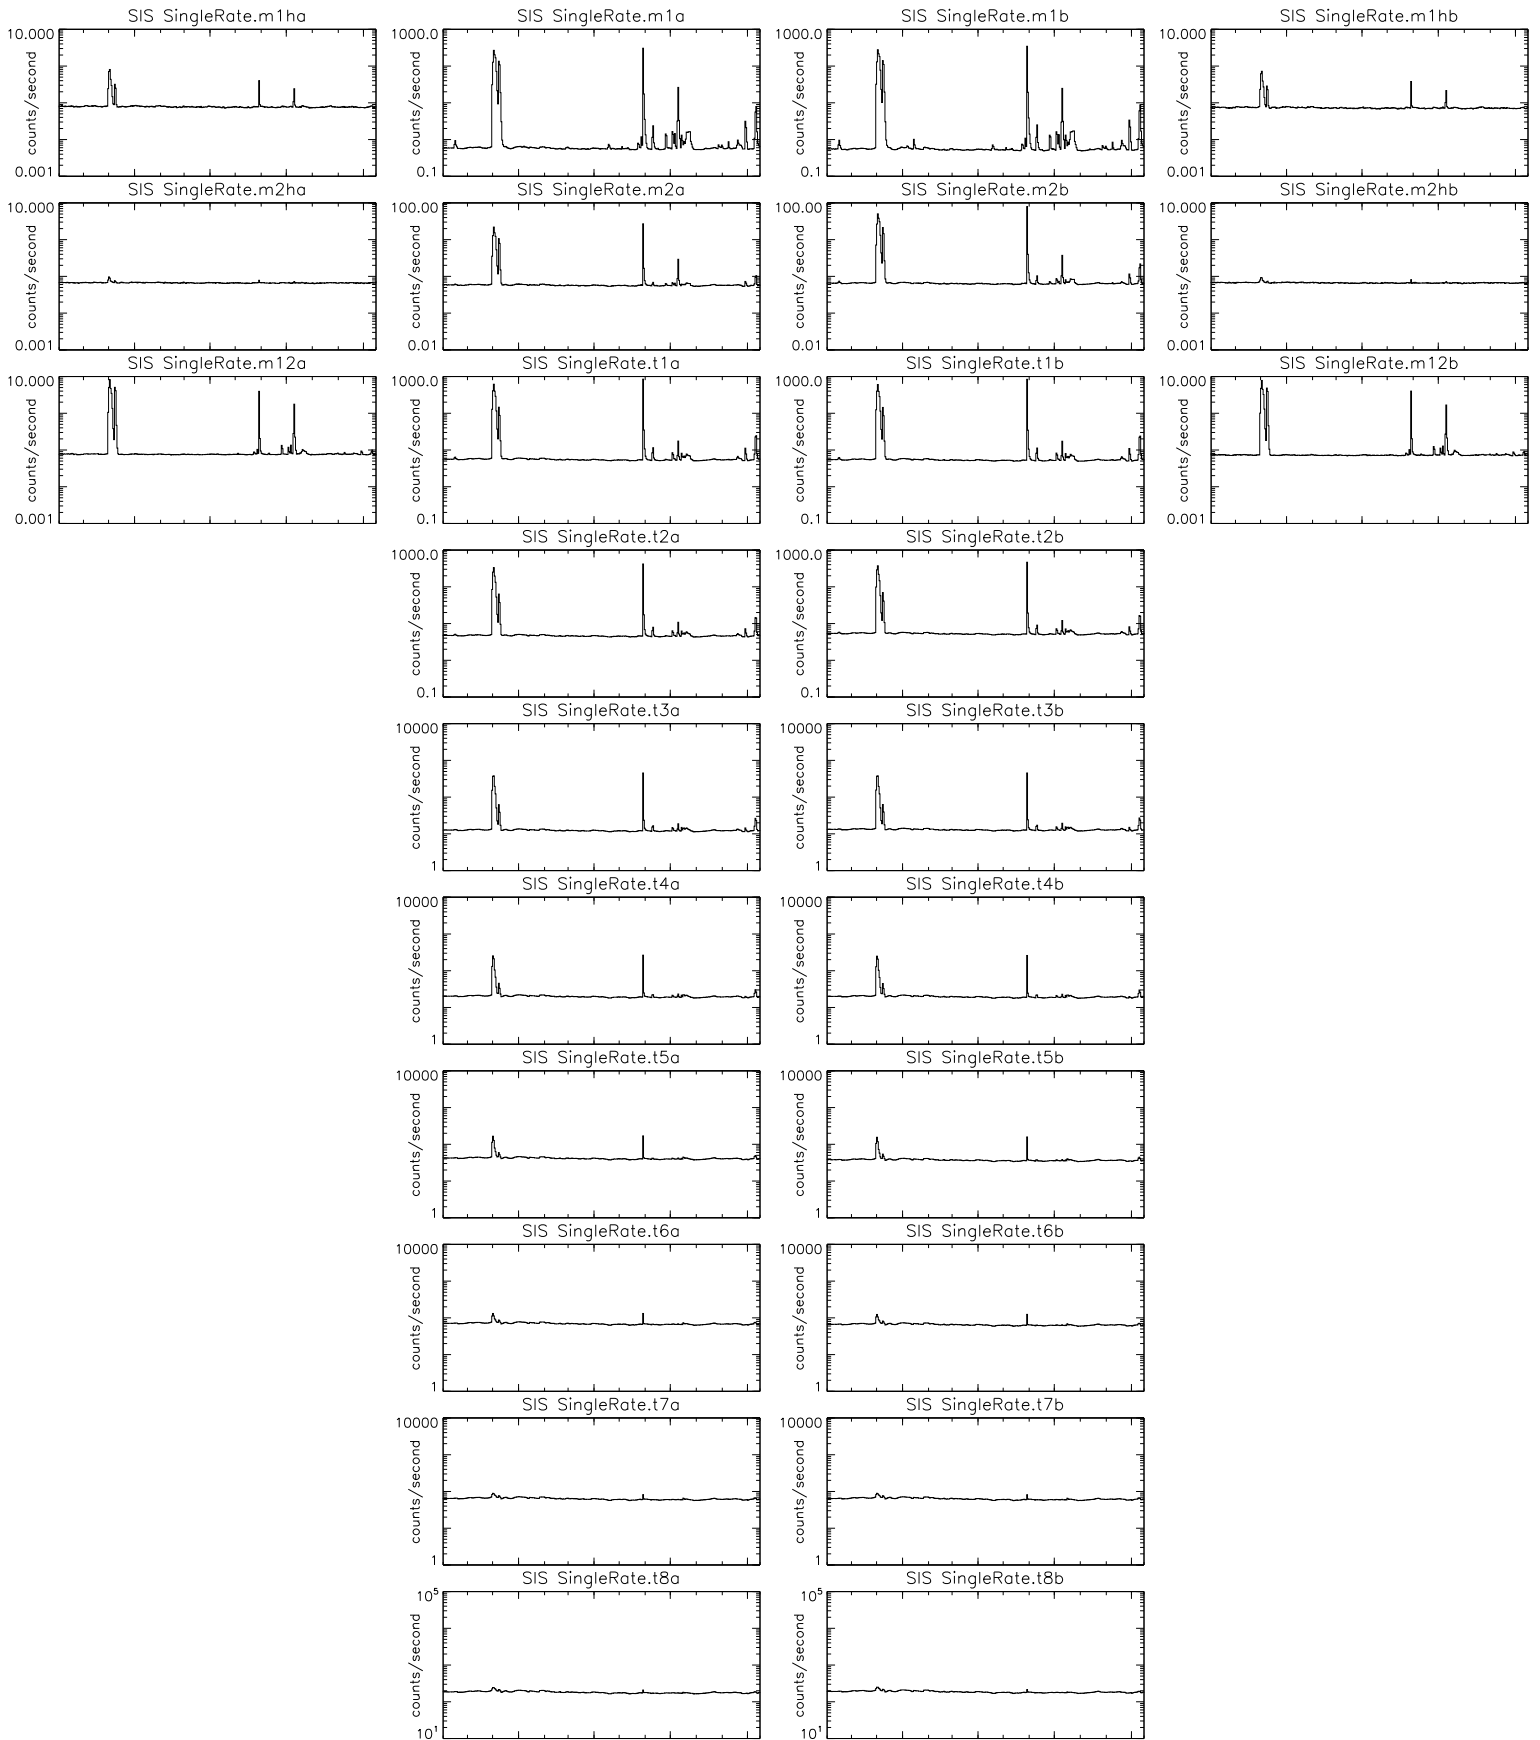 SIS SingleRate.m1ha
10.000
counts/second
0.001
SIS SingleRate.m1a
1000.0
counts/second
0.1
SIS SingleRate.m1b
1000.0
counts/second
0.1
SIS SingleRate.m1hb
10.000
counts/second
0.001
SIS SingleRate.m2ha
10.000
counts/second
0.001
SIS SingleRate.m2a
100.00
counts/second
0.01
SIS SingleRate.m2b
100.00
counts/second
0.01
SIS SingleRate.m2hb
10.000
counts/second
0.001
SIS SingleRate.m12a
10.000
counts/second
0.001
SIS SingleRate.t1a
1000.0
counts/second
0.1
SIS SingleRate.t1b
1000.0
counts/second
0.1
SIS SingleRate.m12b
10.000
counts/second
0.001
SIS SingleRate.t2a
1000.0
counts/second
0.1
SIS SingleRate.t2b
1000.0
counts/second
0.1
SIS SingleRate.t3a
10000
counts/second
1
SIS SingleRate.t3b
10000
counts/second
1
SIS SingleRate.t4a
10000
counts/second
1
SIS SingleRate.t4b
10000
counts/second
1
SIS SingleRate.t5a
10000
counts/second
1
SIS SingleRate.t5b
10000
counts/second
1
SIS SingleRate.t6a
10000
counts/second
1
SIS SingleRate.t6b
10000
counts/second
1
SIS SingleRate.t7a
10000
counts/second
1
SIS SingleRate.t7b
10000
counts/second
1
SIS SingleRate.t8a
10⁵
counts/second
10¹
SIS SingleRate.t8b
10⁵
counts/second
10¹